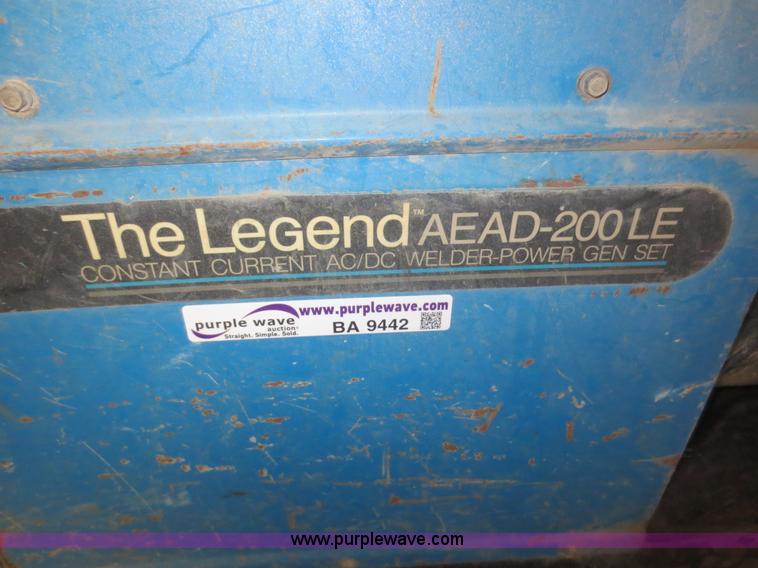 The Legend™ AEAD-200 LE
CONSTANT CURRENT AC/DC WELDER-POWER GEN SET
www.purplewave.com
purple wave
auction®
Straight. Simple. Sold.
BA 9442
www.purplewave.com